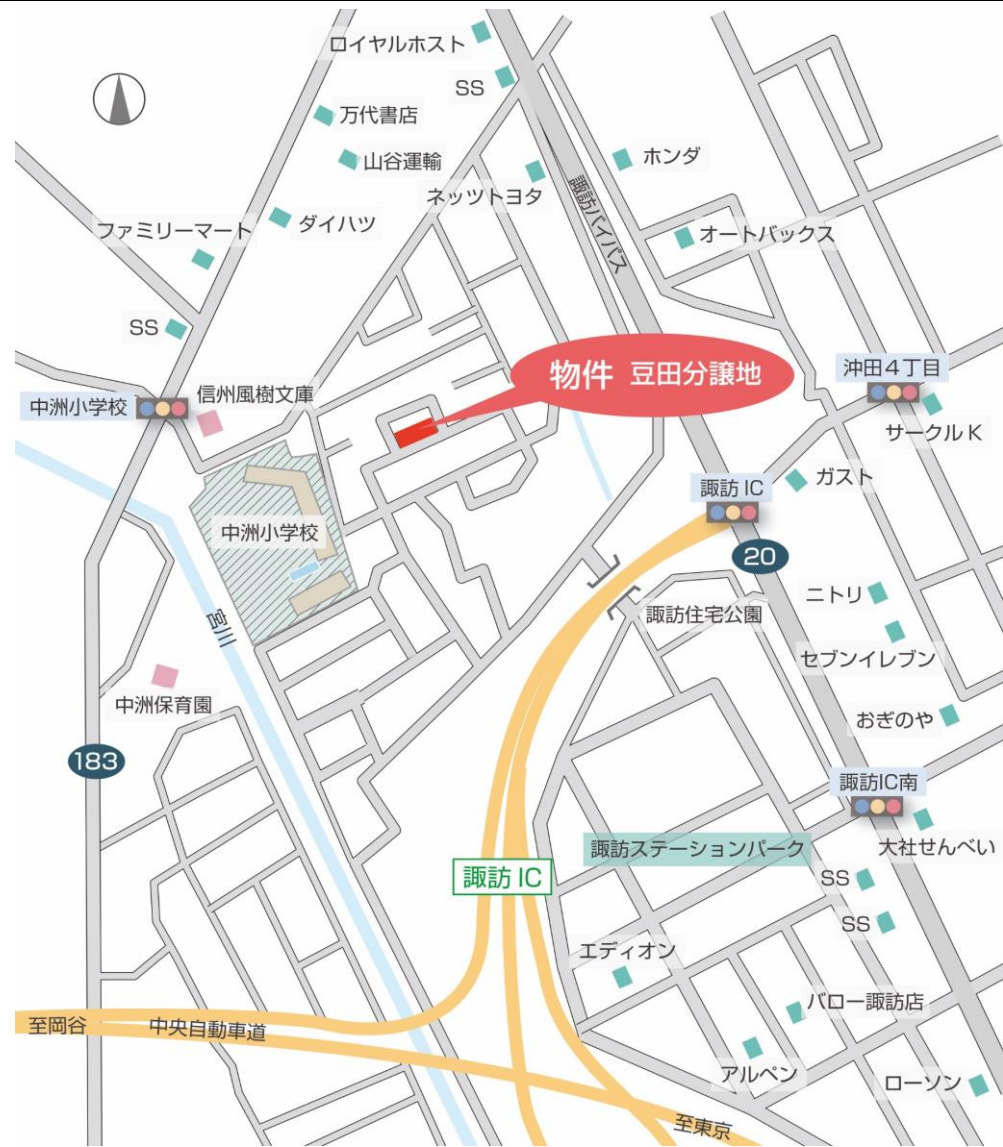 ロイヤルホスト
SS
万代書店
山谷運輸
ホンダ
ネッツトヨタ
諏訪バイパス
ダイハツ
ファミリーマート
オートバックス
SS
物件 豆田分譲地
沖田4丁目
信州風樹文庫
中洲小学校
サークルK
ガスト
諏訪 IC
中洲小学校
20
ニトリ
諏訪住宅公園
宮川
セブンイレブン
中洲保育園
おぎのや
183
諏訪IC南
大社せんべい
諏訪ステーションパーク
諏訪 IC
SS
SS
エディオン
バロー諏訪店
至岡谷
中央自動車道
アルペン
ローソン
至東京